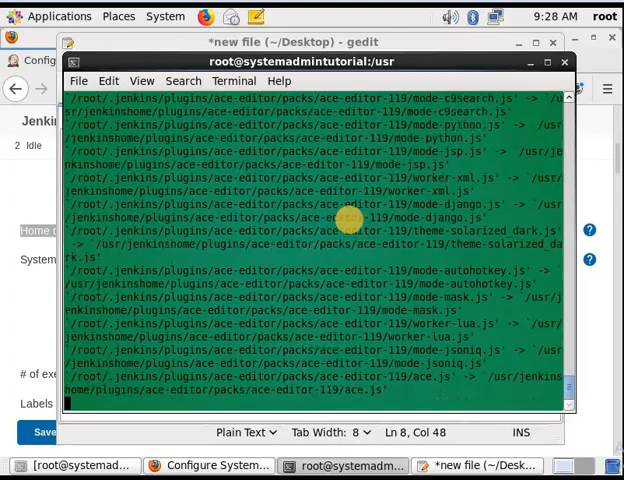 Applications Places System 9:28 AM root
*new file (~/Desktop) - gedit
Config
root@systemadmintutorial:/usr
File Edit View Search Terminal Help
`/root/.jenkins/plugins/ace-editor/packs/ace-editor-119/mode-c9search.js' -> `/u
sr/jenkinshome/plugins/ace-editor/packs/ace-editor-119/mode-c9search.js'
`/root/.jenkins/plugins/ace-editor/packs/ace-editor-119/mode-python.js' -> `/usr
/jenkinshome/plugins/ace-editor/packs/ace-editor-119/mode-python.js'
`/root/.jenkins/plugins/ace-editor/packs/ace-editor-119/mode-jsp.js' -> `/usr/je
nkinshome/plugins/ace-editor/packs/ace-editor-119/mode-jsp.js'
`/root/.jenkins/plugins/ace-editor/packs/ace-editor-119/worker-xml.js' -> `/usr/
jenkinshome/plugins/ace-editor/packs/ace-editor-119/worker-xml.js'
`/root/.jenkins/plugins/ace-editor/packs/ace-editor-119/mode-django.js' -> `/usr
/jenkinshome/plugins/ace-editor/packs/ace-editor-119/mode-django.js'
`/root/.jenkins/plugins/ace-editor/packs/ace-editor-119/theme-solarized_dark.js'
-> `/usr/jenkinshome/plugins/ace-editor/packs/ace-editor-119/theme-solarized_da
rk.js'
`/root/.jenkins/plugins/ace-editor/packs/ace-editor-119/mode-autohotkey.js' -> `
/usr/jenkinshome/plugins/ace-editor/packs/ace-editor-119/mode-autohotkey.js'
`/root/.jenkins/plugins/ace-editor/packs/ace-editor-119/mode-mask.js' -> `/usr/j
enkinshome/plugins/ace-editor/packs/ace-editor-119/mode-mask.js'
`/root/.jenkins/plugins/ace-editor/packs/ace-editor-119/worker-lua.js' -> `/usr/
jenkinshome/plugins/ace-editor/packs/ace-editor-119/worker-lua.js'
`/root/.jenkins/plugins/ace-editor/packs/ace-editor-119/mode-jsoniq.js' -> `/usr
/jenkinshome/plugins/ace-editor/packs/ace-editor-119/mode-jsoniq.js'
`/root/.jenkins/plugins/ace-editor/packs/ace-editor-119/ace.js' -> `/usr/jenkins
home/plugins/ace-editor/packs/ace-editor-119/ace.js'
Jenki
2 Idle
Home
System
# of exe
Labels
Save
Plain Text Tab Width: 8 Ln 8, Col 48 INS
[root@systemad... Configure System... root@systemadm... *new file (~/Desk...